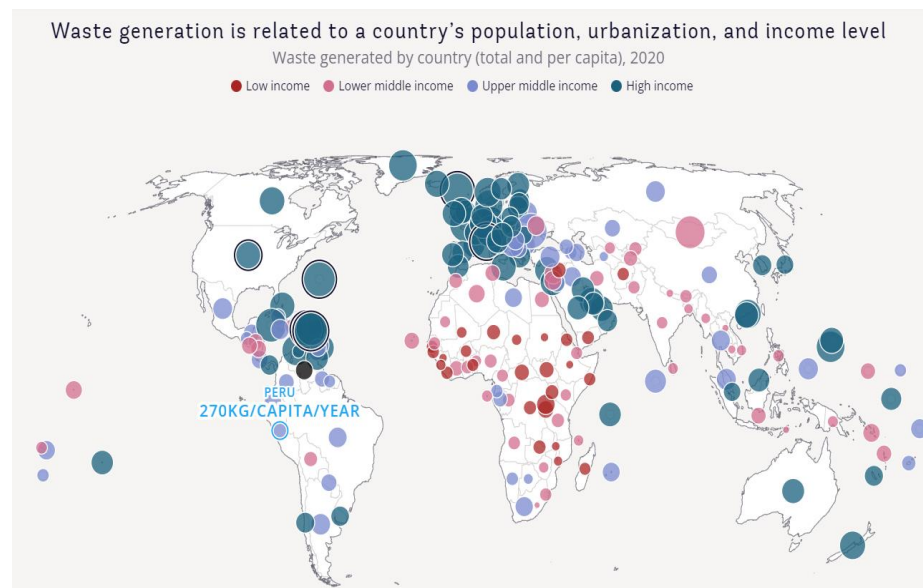 Waste generation is related to a country's population, urbanization, and income level
Waste generated by country (total and per capita), 2020
Low income Lower middle income Upper middle income High income
PERU
270KG/CAPITA/YEAR